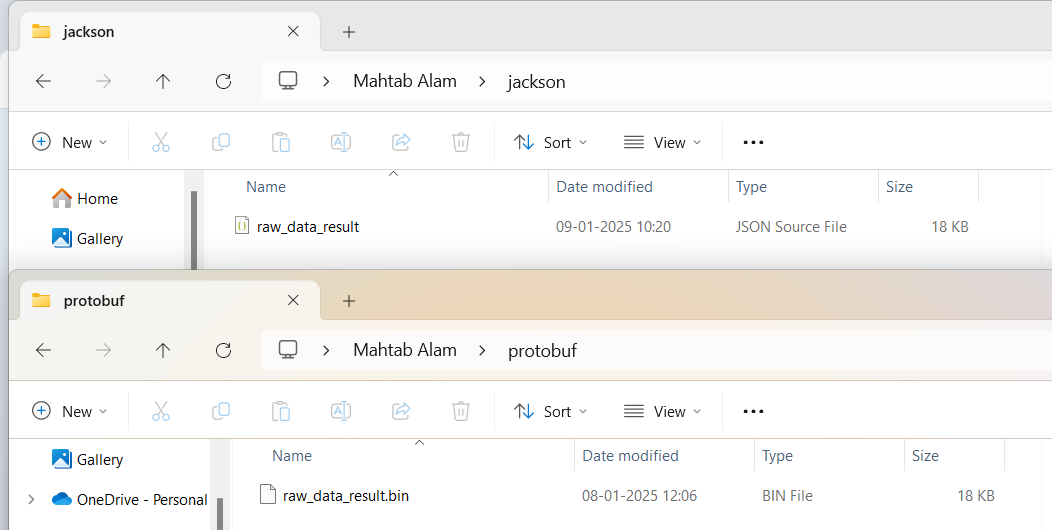 jackson
Mahtab Alam > jackson
New Sort View
Name Date modified Type Size
Home
raw_data_result 09-01-2025 10:20 JSON Source File 18 KB
Gallery
protobuf
Mahtab Alam > protobuf
New Sort View
Name Date modified Type Size
Gallery
raw_data_result.bin 08-01-2025 12:06 BIN File 18 KB
OneDrive - Personal